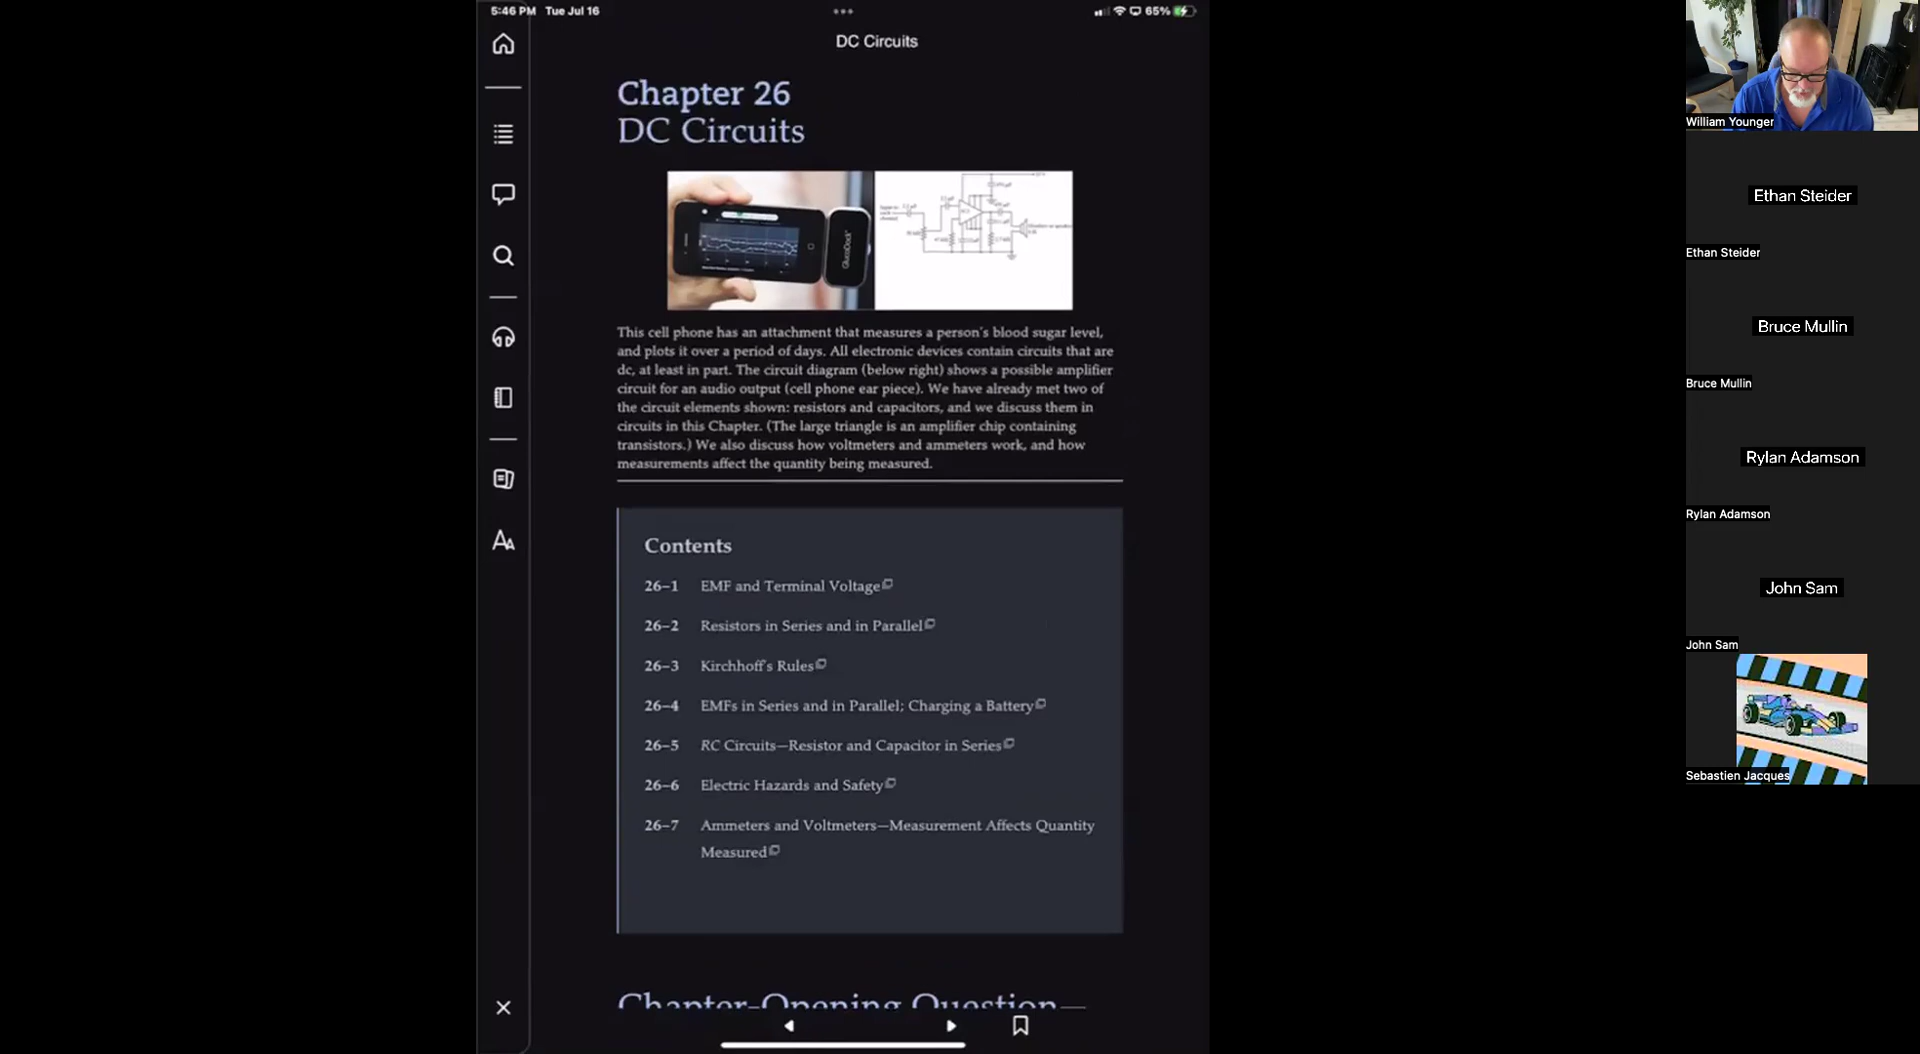 5:46 PM Tue Jul 16
65%
DC Circuits
Chapter 26
DC Circuits
GlucoDock
This cell phone has an attachment that measures a person's blood sugar level,
and plots it over a period of days. All electronic devices contain circuits that are
dc, at least in part. The circuit diagram (below right) shows a possible amplifier
circuit for an audio output (cell phone ear piece). We have already met two of
the circuit elements shown: resistors and capacitors, and we discuss them in
circuits in this Chapter. (The large triangle is an amplifier chip containing
transistors.) We also discuss how voltmeters and ammeters work, and how
measurements affect the quantity being measured.
Contents
26–1 EMF and Terminal Voltage
26–2 Resistors in Series and in Parallel
26–3 Kirchhoff's Rules
26–4 EMFs in Series and in Parallel; Charging a Battery
26–5 RC Circuits—Resistor and Capacitor in Series
26–6 Electric Hazards and Safety
26–7 Ammeters and Voltmeters—Measurement Affects Quantity
Measured
Chapter-Opening Question—
William Younger
Ethan Steider
Ethan Steider
Bruce Mullin
Bruce Mullin
Rylan Adamson
Rylan Adamson
John Sam
John Sam
Sebastien Jacques